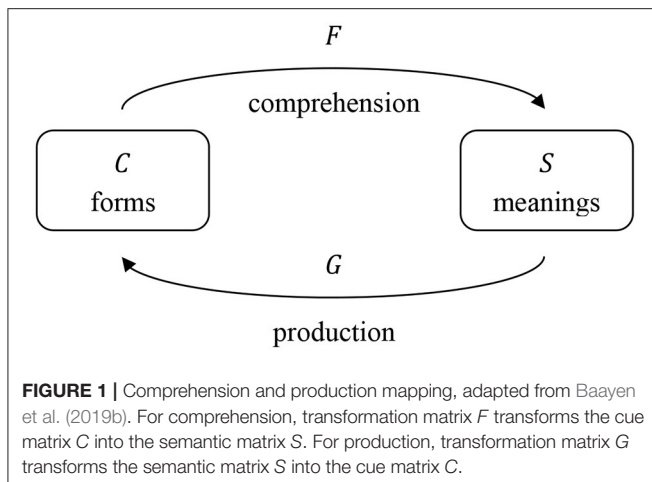 F
comprehension
C
forms
S
meanings
G
production
FIGURE 1 | Comprehension and production mapping, adapted from Baayen
et al. (2019b). For comprehension, transformation matrix F transforms the cue
matrix C into the semantic matrix S. For production, transformation matrix G
transforms the semantic matrix S into the cue matrix C.